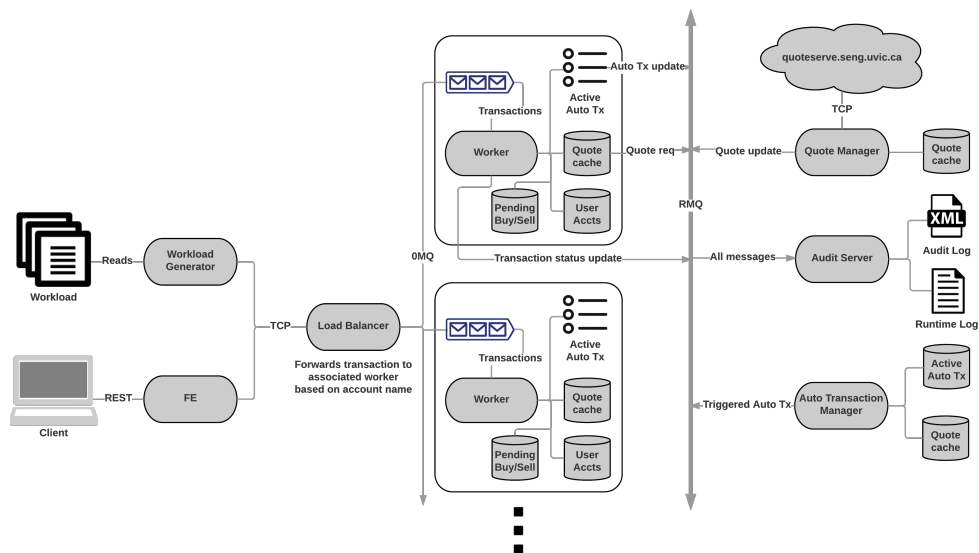 Reads
Workload
Workload
Generator
REST
Client
FE
TCP
Load Balancer
Forwards transaction to
associated worker
based on account name
0MQ
Transactions
Active
Auto Tx
Worker
Quote
cache
Pending
Buy/Sell
User
Accts
Auto Tx update
Quote req
Transaction status update
Transactions
Active
Auto Tx
Worker
Quote
cache
Pending
Buy/Sell
User
Accts
RMQ
quoteserve.seng.uvic.ca
TCP
Quote update
Quote Manager
Quote
cache
All messages
Audit Server
XML
Audit Log
Runtime Log
Triggered Auto Tx
Auto Transaction
Manager
Active
Auto Tx
Quote
cache